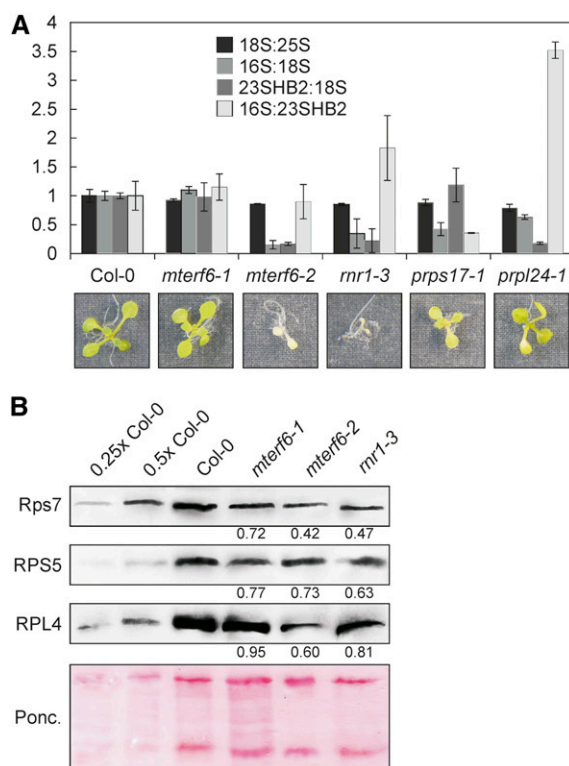 A
4
3.5
3
2.5
2
1.5
1
0.5
0
18S:25S
16S:18S
23SHB2:18S
16S:23SHB2
Col-0 mterf6-1 mterf6-2 rnr1-3 prps17-1 prpl24-1
B
0.25x Col-0 0.5x Col-0 Col-0 mterf6-1 mterf6-2 rnr1-3
Rps7
0.72 0.42 0.47
RPS5
0.77 0.73 0.63
RPL4
0.95 0.60 0.81
Ponc.